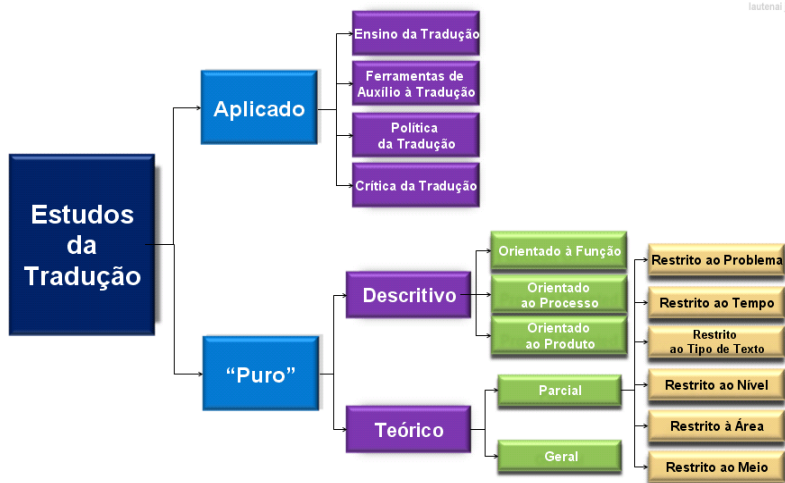 lautenai
Ensino da Tradução
Ferramentas de
Auxílio à Tradução
Aplicado
Política
da Tradução
Crítica da Tradução
Estudos
da
Tradução
Orientado à Função
Restrito ao Problema
Descritivo
Orientado
ao Processo
Restrito ao Tempo
Orientado
ao Produto
Restrito
ao Tipo de Texto
“Puro”
Parcial
Restrito ao Nível
Teórico
Restrito à Área
Geral
Restrito ao Meio